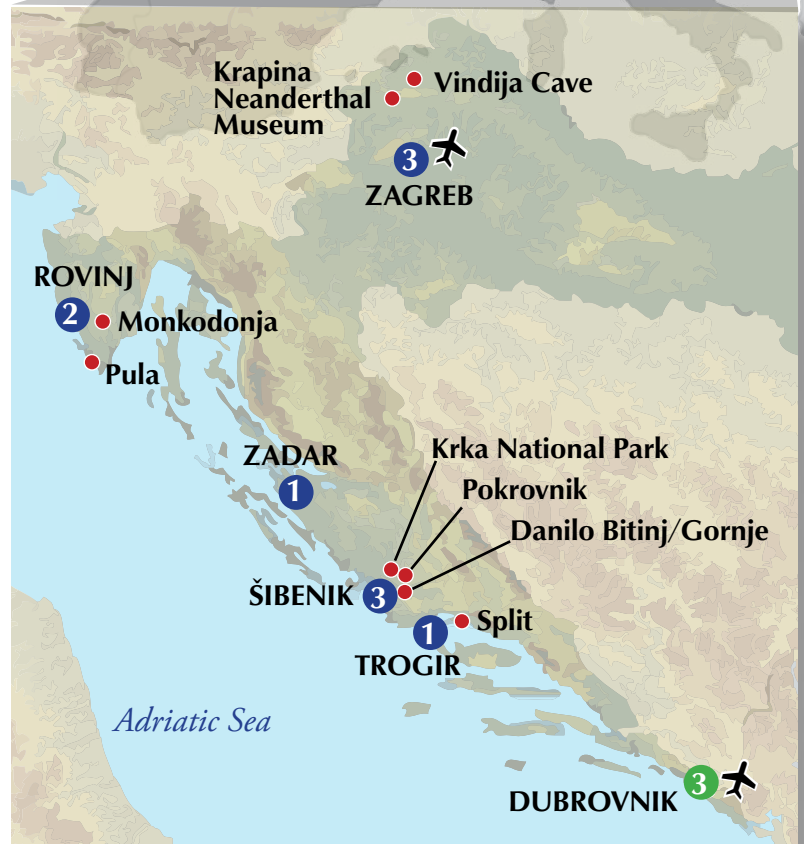 Krapina
Neanderthal
Museum
Vindija Cave
3
ZAGREB
ROVINJ
2
Monkodonja
Pula
ZADAR
1
Krka National Park
Pokrovnik
Danilo Bitinj/Gornje
ŠIBENIK
3
1
Split
TROGIR
Adriatic Sea
3
DUBROVNIK